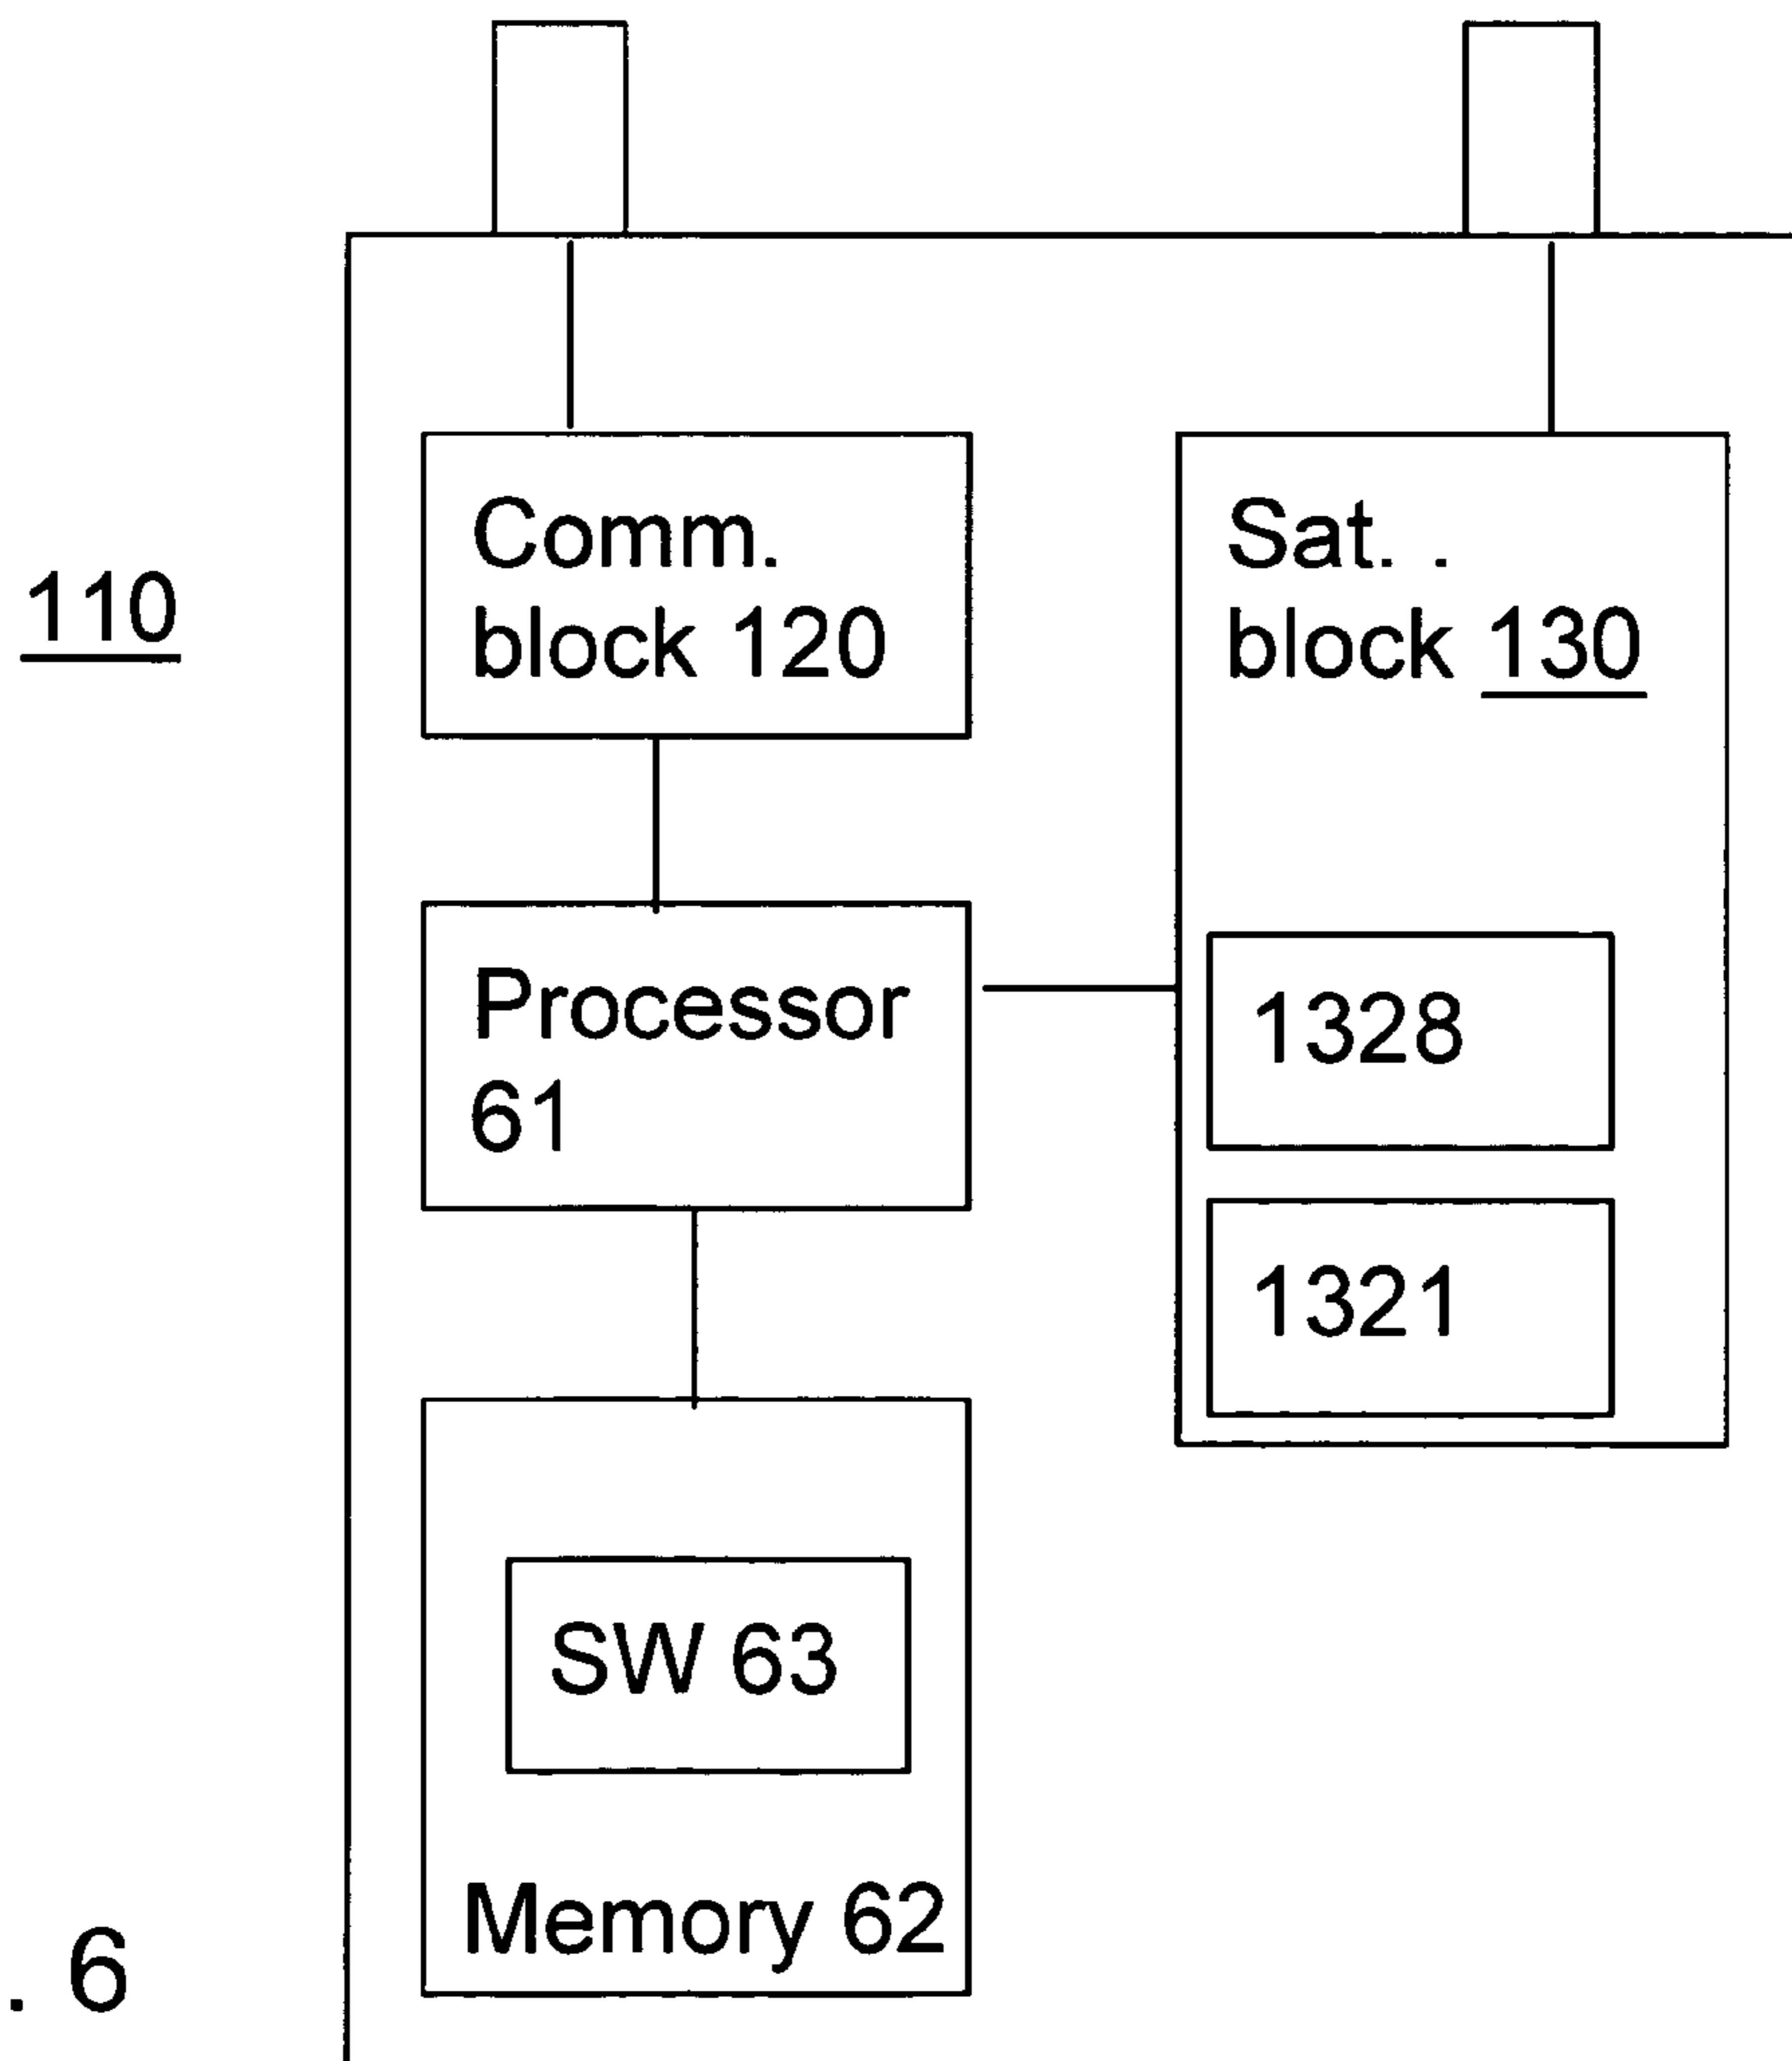 110
Comm.
block 120
Sat. .
block 130
Processor
61
1328
1321
SW 63
Memory 62
. 6